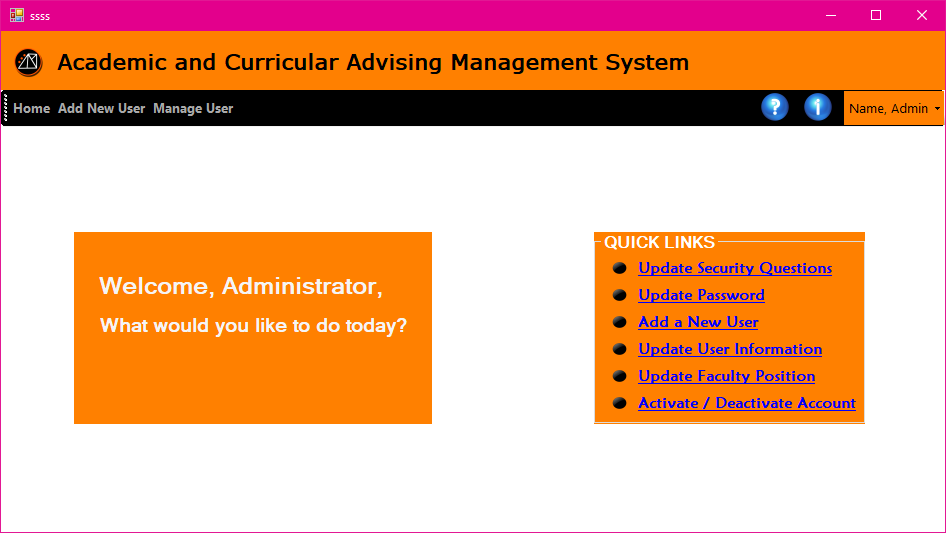 ssss
Academic and Curricular Advising Management System
Home Add New User Manage User ? i Name, Admin
Welcome, Administrator,
What would you like to do today?
QUICK LINKS
Update Security Questions
Update Password
Add a New User
Update User Information
Update Faculty Position
Activate / Deactivate Account